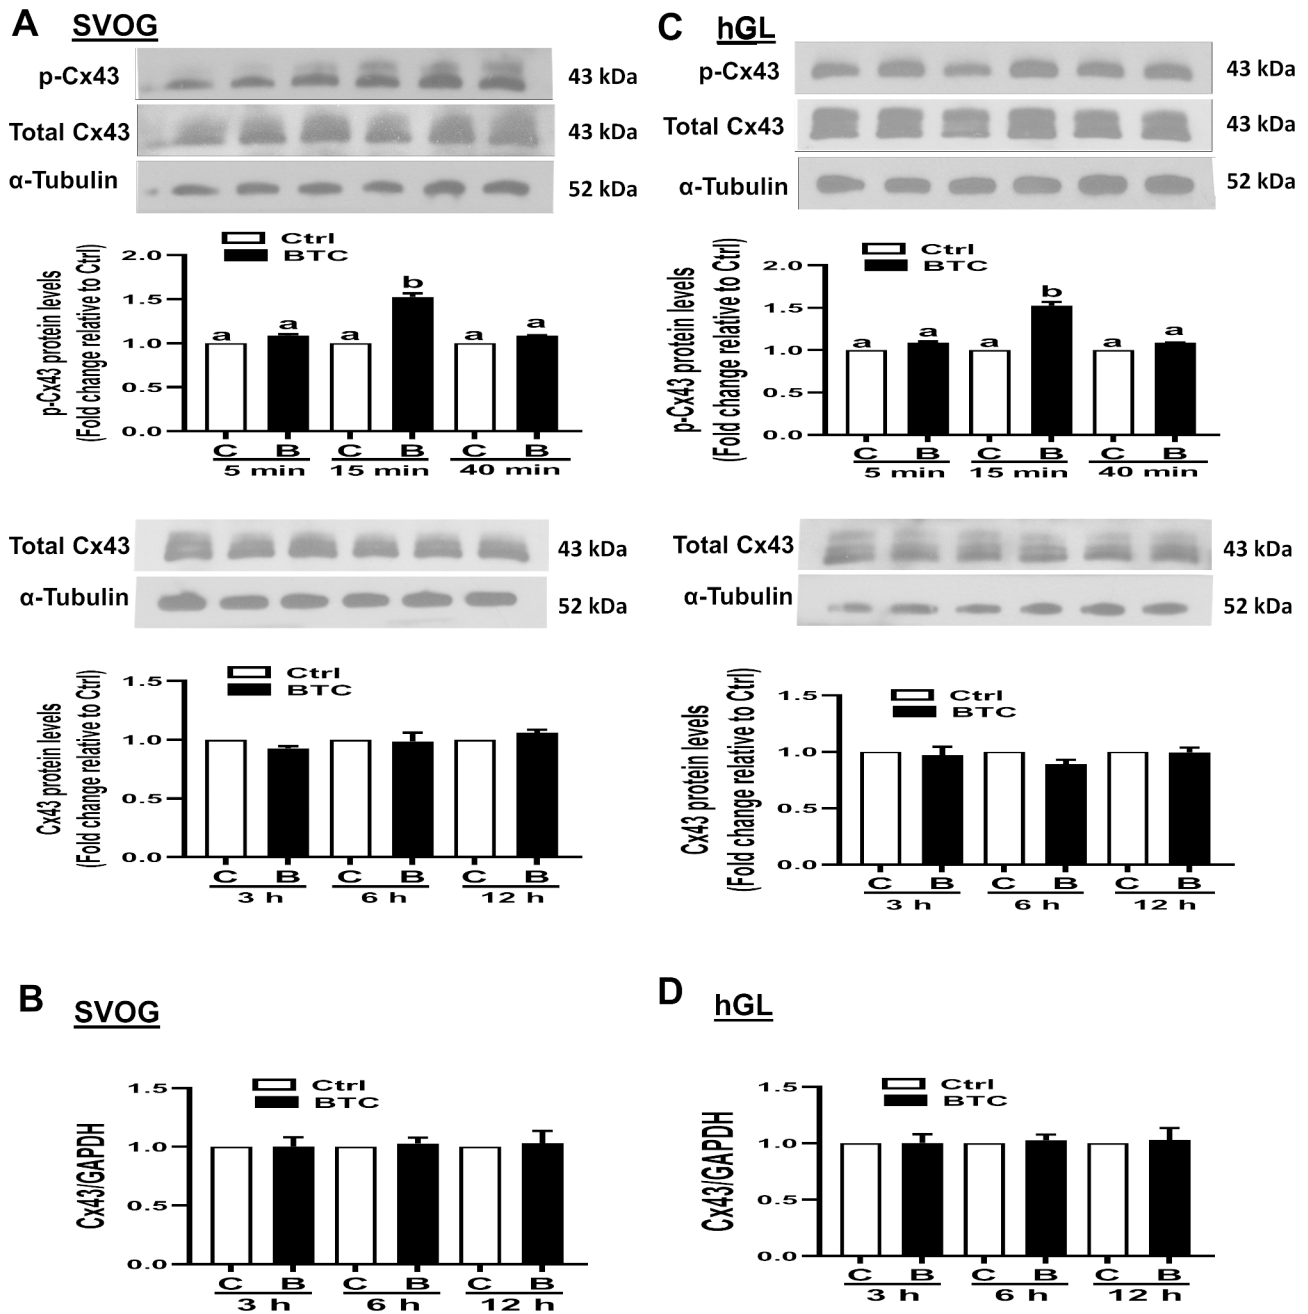 A SVOG
p-Cx43 43 kDa
Total Cx43 43 kDa
α-Tubulin 52 kDa
Ctrl
BTC
p-Cx43 protein levels
(Fold change relative to Ctrl)
2.0
1.5
1.0
0.5
0.0
a a a b a a
C B C B C B
5 min 15 min 40 min
Total Cx43 43 kDa
α-Tubulin 52 kDa
Ctrl
BTC
Cx43 protein levels
(Fold change relative to Ctrl)
1.5
1.0
0.5
0.0
C B C B C B
3 h 6 h 12 h
B SVOG
Ctrl
BTC
Cx43/GAPDH
1.5
1.0
0.5
0.0
C B C B C B
3 h 6 h 12 h
C hGL
p-Cx43 43 kDa
Total Cx43 43 kDa
α-Tubulin 52 kDa
Ctrl
BTC
p-Cx43 protein levels
(Fold change relative to Ctrl)
2.0
1.5
1.0
0.5
0.0
a a a b a a
C B C B C B
5 min 15 min 40 min
Total Cx43 43 kDa
α-Tubulin 52 kDa
Ctrl
BTC
Cx43 protein levels
(Fold change relative to Ctrl)
1.5
1.0
0.5
0.0
C B C B C B
3 h 6 h 12 h
D hGL
Ctrl
BTC
Cx43/GAPDH
1.5
1.0
0.5
0.0
C B C B C B
3 h 6 h 12 h